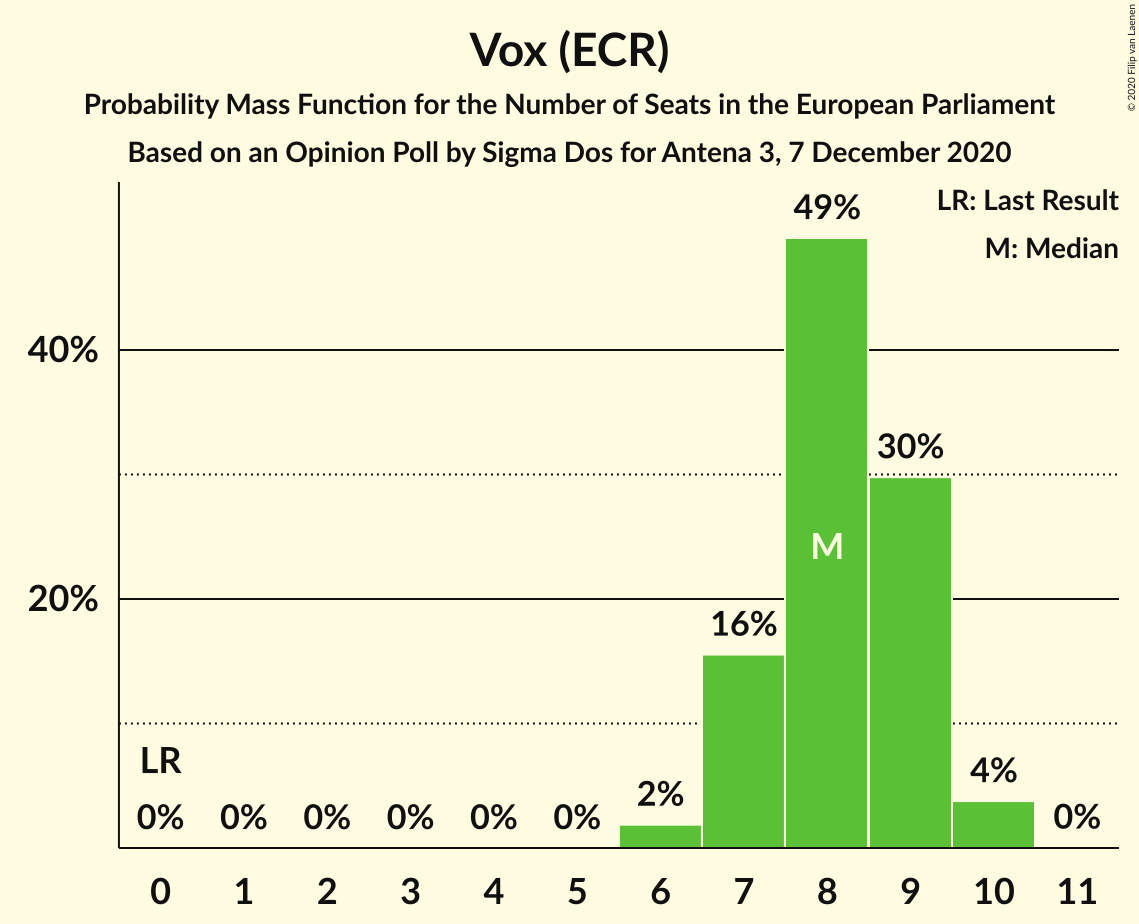 Vox (ECR)
Probability Mass Function for the Number of Seats in the European Parliament
Based on an Opinion Poll by Sigma Dos for Antena 3, 7 December 2020
© 2020 Filip van Laenen
LR: Last Result
M: Median
49%
40%
30%
M
20%
16%
LR
4%
2%
0% 0% 0% 0% 0% 0% 0%
0 1 2 3 4 5 6 7 8 9 10 11